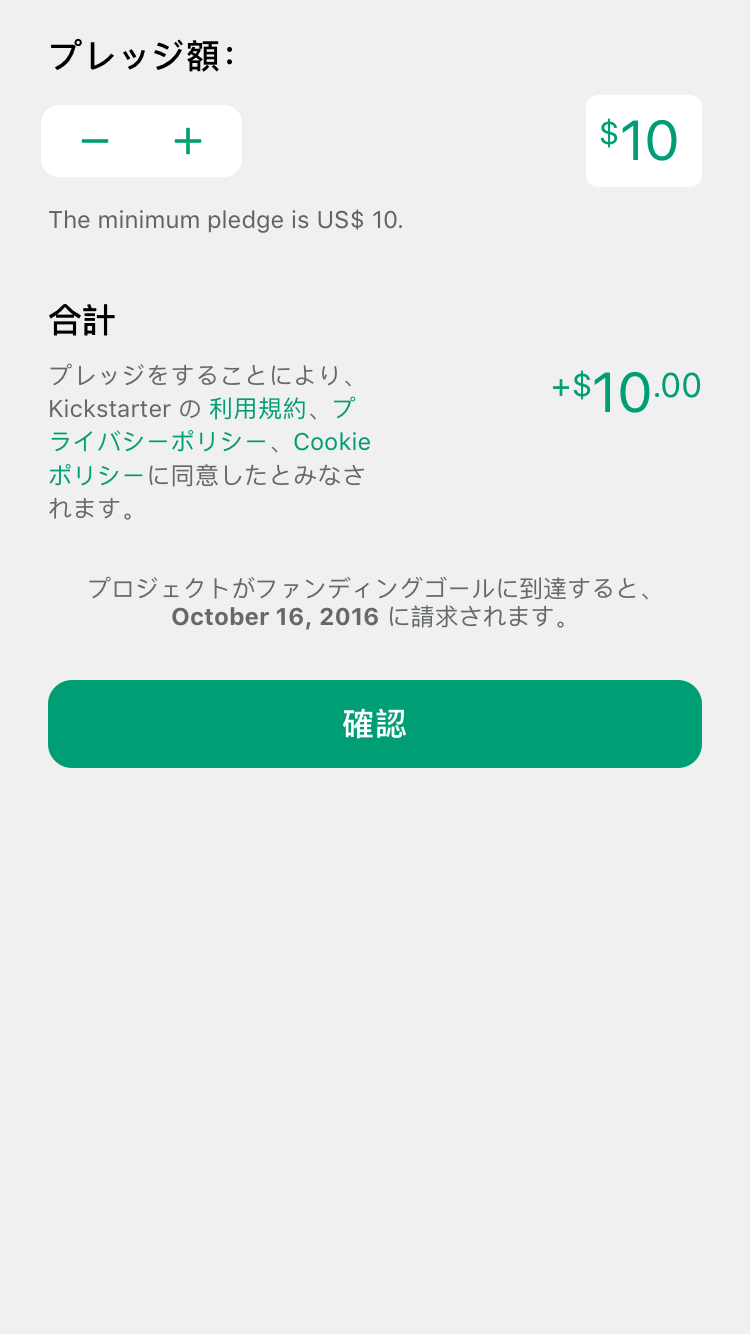 プレッジ額:
− +
$10
The minimum pledge is US$ 10.
合計
プレッジをすることにより、
Kickstarter の 利用規約、プ
ライバシーポリシー、Cookie
ポリシーに同意したとみなさ
れます。
+$10.00
プロジェクトがファンディングゴールに到達すると、
October 16, 2016 に請求されます。
確認